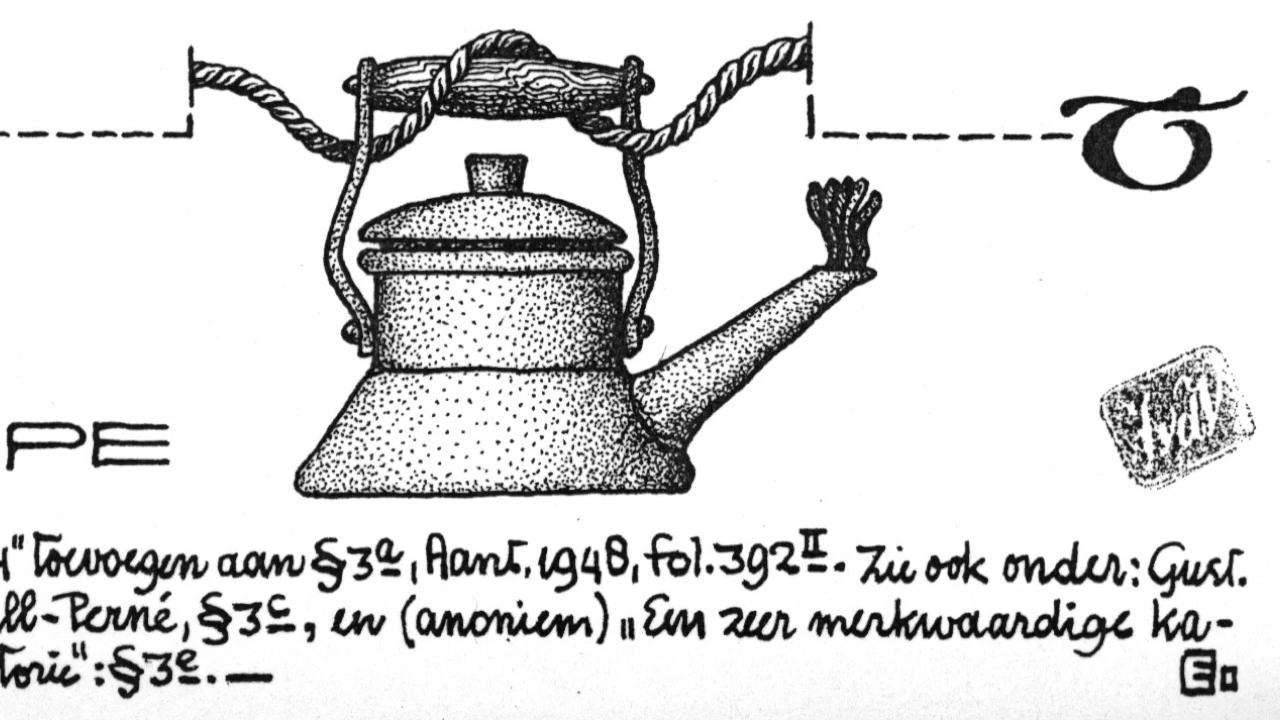 PE
" Toevoegen aan §3ª, Aant. 1948, fol. 392ᴵᴵ. Zie ook onder: Gust.
ll-Perné, §3ᶜ, en (anoniem) „Een zeer merkwaardige ka-
torie": §3ᵉ. —